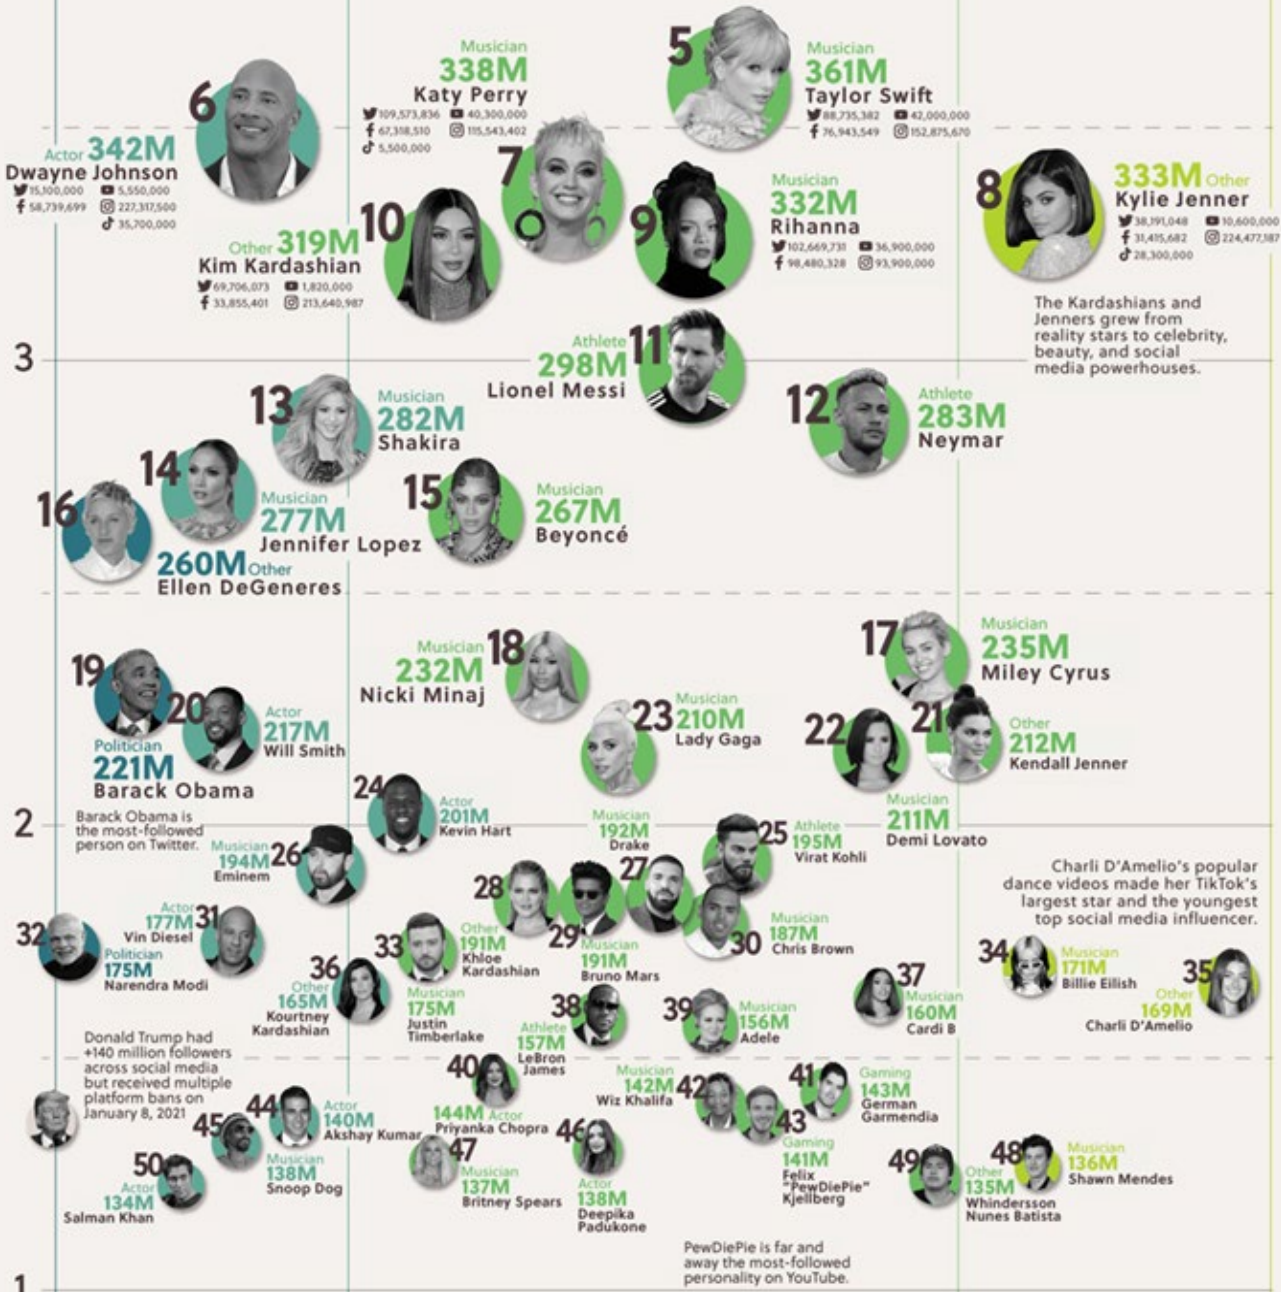 5
Musician
361M
Taylor Swift
88,735,382 42,000,000
76,943,549 152,875,670
6
Actor 342M
Dwayne Johnson
15,100,000 5,550,000
58,739,699 227,317,500
35,700,000
Musician
338M
Katy Perry
109,573,836 40,300,000
67,318,510 115,543,402
5,500,000
7
8
333M Other
Kylie Jenner
38,191,048 10,600,000
31,415,682 224,477,187
28,300,000
The Kardashians and
Jenners grew from
reality stars to celebrity,
beauty, and social
media powerhouses.
9
Musician
332M
Rihanna
102,669,731 36,900,000
98,480,328 93,900,000
10
Other 319M
Kim Kardashian
69,706,073 1,820,000
33,855,401 213,640,987
3
11
Athlete
298M
Lionel Messi
12
Athlete
283M
Neymar
13
Musician
282M
Shakira
14
Musician
277M
Jennifer Lopez
15
Musician
267M
Beyoncé
16
260M Other
Ellen DeGeneres
17
Musician
235M
Miley Cyrus
18
Musician
232M
Nicki Minaj
19
Politician
221M
Barack Obama
Barack Obama is
the most-followed
person on Twitter.
20
Actor
217M
Will Smith
21
Other
212M
Kendall Jenner
22
Musician
211M
Demi Lovato
23
Musician
210M
Lady Gaga
2
24
Actor
201M
Kevin Hart
25
Athlete
195M
Virat Kohli
26
Musician
194M
Eminem
Musician
192M
Drake
27
28
Other
191M
Khloe
Kardashian
29
Musician
191M
Bruno Mars
30
Musician
187M
Chris Brown
31
Actor
177M
Vin Diesel
32
Politician
175M
Narendra Modi
33
Musician
175M
Justin
Timberlake
Charli D'Amelio's popular
dance videos made her TikTok's
largest star and the youngest
top social media influencer.
34
Musician
171M
Billie Eilish
35
Other
169M
Charli D'Amelio
36
Other
165M
Kourtney
Kardashian
37
Musician
160M
Cardi B
38
Athlete
157M
LeBron
James
39
Musician
156M
Adele
Donald Trump had
+140 million followers
across social media
but received multiple
platform bans on
January 8, 2021
40
144M Actor
Priyanka Chopra
41
Gaming
143M
German
Garmendia
Musician
142M
Wiz Khalifa
42
43
Gaming
141M
Felix
"PewDiePie"
Kjellberg
44
Actor
140M
Akshay Kumar
45
Musician
138M
Snoop Dog
46
Actor
138M
Deepika
Padukone
47
Musician
137M
Britney Spears
48
Musician
136M
Shawn Mendes
49
Other
135M
Whindersson
Nunes Batista
50
Actor
134M
Salman Khan
PewDiePie is far and
away the most-followed
personality on YouTube.
1